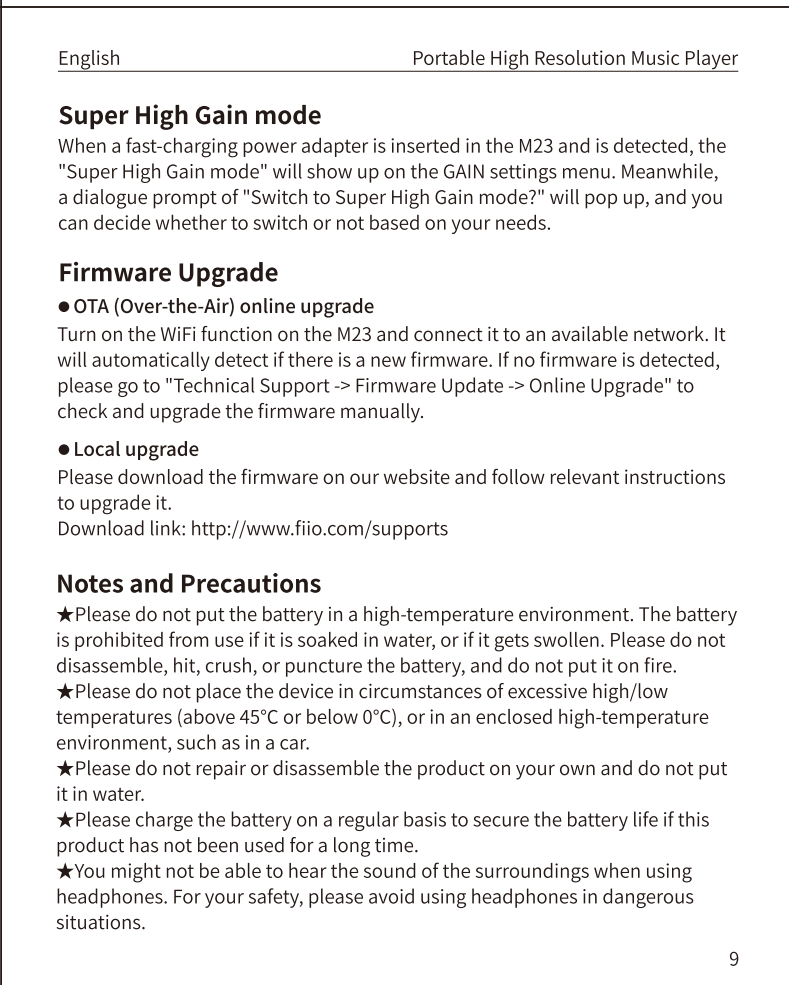 English
Portable High Resolution Music Player
Super High Gain mode
When a fast-charging power adapter is inserted in the M23 and is detected, the
"Super High Gain mode" will show up on the GAIN settings menu. Meanwhile,
a dialogue prompt of "Switch to Super High Gain mode?" will pop up, and you
can decide whether to switch or not based on your needs.
Firmware Upgrade
●OTA (Over-the-Air) online upgrade
Turn on the WiFi function on the M23 and connect it to an available network. It
will automatically detect if there is a new firmware. If no firmware is detected,
please go to "Technical Support -> Firmware Update -> Online Upgrade" to
check and upgrade the firmware manually.
●Local upgrade
Please download the firmware on our website and follow relevant instructions
to upgrade it.
Download link: http://www.fiio.com/supports
Notes and Precautions
★Please do not put the battery in a high-temperature environment. The battery
is prohibited from use if it is soaked in water, or if it gets swollen. Please do not
disassemble, hit, crush, or puncture the battery, and do not put it on fire.
★Please do not place the device in circumstances of excessive high/low
temperatures (above 45°C or below 0°C), or in an enclosed high-temperature
environment, such as in a car.
★Please do not repair or disassemble the product on your own and do not put
it in water.
★Please charge the battery on a regular basis to secure the battery life if this
product has not been used for a long time.
★You might not be able to hear the sound of the surroundings when using
headphones. For your safety, please avoid using headphones in dangerous
situations.
9